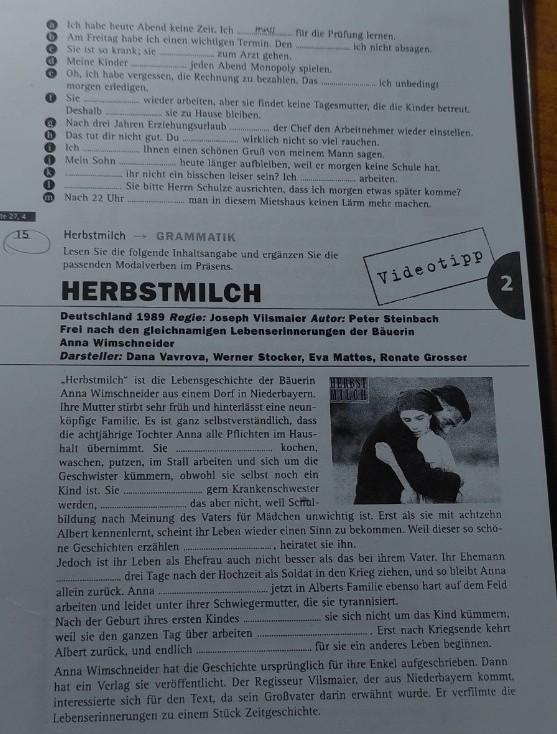 a Ich habe heute Abend keine Zeit. Ich muss für die Prüfung lernen.
b Am Freitag habe ich einen wichtigen Termin. Den ............ ich nicht absagen.
c Sie ist so krank; sie ............ zum Arzt gehen.
d Meine Kinder ............ jeden Abend Monopoly spielen.
e Oh, ich habe vergessen, die Rechnung zu bezahlen. Das ............ ich unbedingt
morgen erledigen.
f Sie ............ wieder arbeiten, aber sie findet keine Tagesmutter, die die Kinder betreut.
Deshalb ............ sie zu Hause bleiben.
g Nach drei Jahren Erziehungsurlaub ............ der Chef den Arbeitnehmer wieder einstellen.
h Das tut dir nicht gut. Du ............ wirklich nicht so viel rauchen.
i Ich ............ Ihnen einen schönen Gruß von meinem Mann sagen.
j Mein Sohn ............ heute länger aufbleiben, weil er morgen keine Schule hat.
k ............ ihr nicht ein bisschen leiser sein? Ich ............ arbeiten.
l ............ Sie bitte Herrn Schulze ausrichten, dass ich morgen etwas später komme?
m Nach 22 Uhr ............ man in diesem Mietshaus keinen Lärm mehr machen.
te 27, 4
15 Herbstmilch → GRAMMATIK
Lesen Sie die folgende Inhaltsangabe und ergänzen Sie die
passenden Modalverben im Präsens.
Videotipp
2
HERBSTMILCH
Deutschland 1989 Regie: Joseph Vilsmaier Autor: Peter Steinbach
Frei nach den gleichnamigen Lebenserinnerungen der Bäuerin
Anna Wimschneider
Darsteller: Dana Vavrova, Werner Stocker, Eva Mattes, Renate Grosser
HERBST
MILCH
„Herbstmilch" ist die Lebensgeschichte der Bäuerin
Anna Wimschneider aus einem Dorf in Niederbayern.
Ihre Mutter stirbt sehr früh und hinterlässt eine neun-
köpfige Familie. Es ist ganz selbstverständlich, dass
die achtjährige Tochter Anna alle Pflichten im Haus-
halt übernimmt. Sie ............ kochen,
waschen, putzen, im Stall arbeiten und sich um die
Geschwister kümmern, obwohl sie selbst noch ein
Kind ist. Sie ............ gern Krankenschwester
werden, ............ das aber nicht, weil Schul-
bildung nach Meinung des Vaters für Mädchen unwichtig ist. Erst als sie mit achtzehn
Albert kennenlernt, scheint ihr Leben wieder einen Sinn zu bekommen. Weil dieser so schö-
ne Geschichten erzählen ............, heiratet sie ihn.
Jedoch ist ihr Leben als Ehefrau auch nicht besser als das bei ihrem Vater. Ihr Ehemann
............ drei Tage nach der Hochzeit als Soldat in den Krieg ziehen, und so bleibt Anna
allein zurück. Anna ............ jetzt in Alberts Familie ebenso hart auf dem Feld
arbeiten und leidet unter ihrer Schwiegermutter, die sie tyrannisiert.
Nach der Geburt ihres ersten Kindes ............ sie sich nicht um das Kind kümmern,
weil sie den ganzen Tag über arbeiten ............. Erst nach Kriegsende kehrt
Albert zurück, und endlich ............ für sie ein anderes Leben beginnen.
Anna Wimschneider hat die Geschichte ursprünglich für ihre Enkel aufgeschrieben. Dann
hat ein Verlag sie veröffentlicht. Der Regisseur Vilsmaier, der aus Niederbayern kommt,
interessierte sich für den Text, da sein Großvater darin erwähnt wurde. Er verfilmte die
Lebenserinnerungen zu einem Stück Zeitgeschichte.